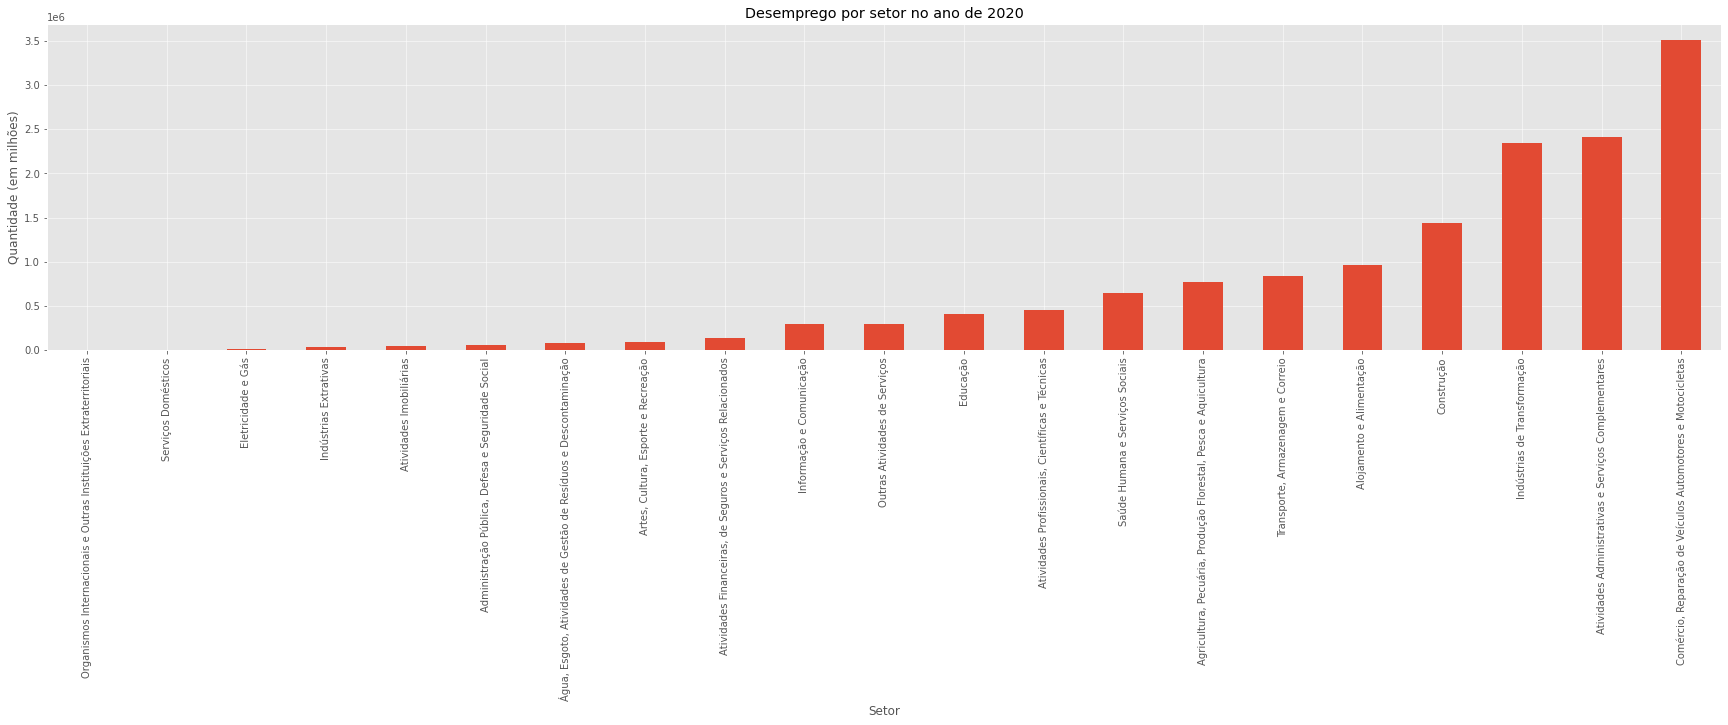 Desemprego por setor no ano de 2020
1e6
3.5
3.0
2.5
2.0
1.5
1.0
0.5
0.0
Quantidade (em milhões)
Organismos Internacionais e Outras Instituições Extraterritoriais
Serviços Domésticos
Eletricidade e Gás
Indústrias Extrativas
Atividades Imobiliárias
Administração Pública, Defesa e Seguridade Social
Água, Esgoto, Atividades de Gestão de Resíduos e Descontaminação
Artes, Cultura, Esporte e Recreação
Atividades Financeiras, de Seguros e Serviços Relacionados
Informação e Comunicação
Outras Atividades de Serviços
Educação
Atividades Profissionais, Científicas e Técnicas
Saúde Humana e Serviços Sociais
Agricultura, Pecuária, Produção Florestal, Pesca e Aquicultura
Transporte, Armazenagem e Correio
Alojamento e Alimentação
Construção
Indústrias de Transformação
Atividades Administrativas e Serviços Complementares
Comércio, Reparação de Veículos Automotores e Motocicletas
Setor